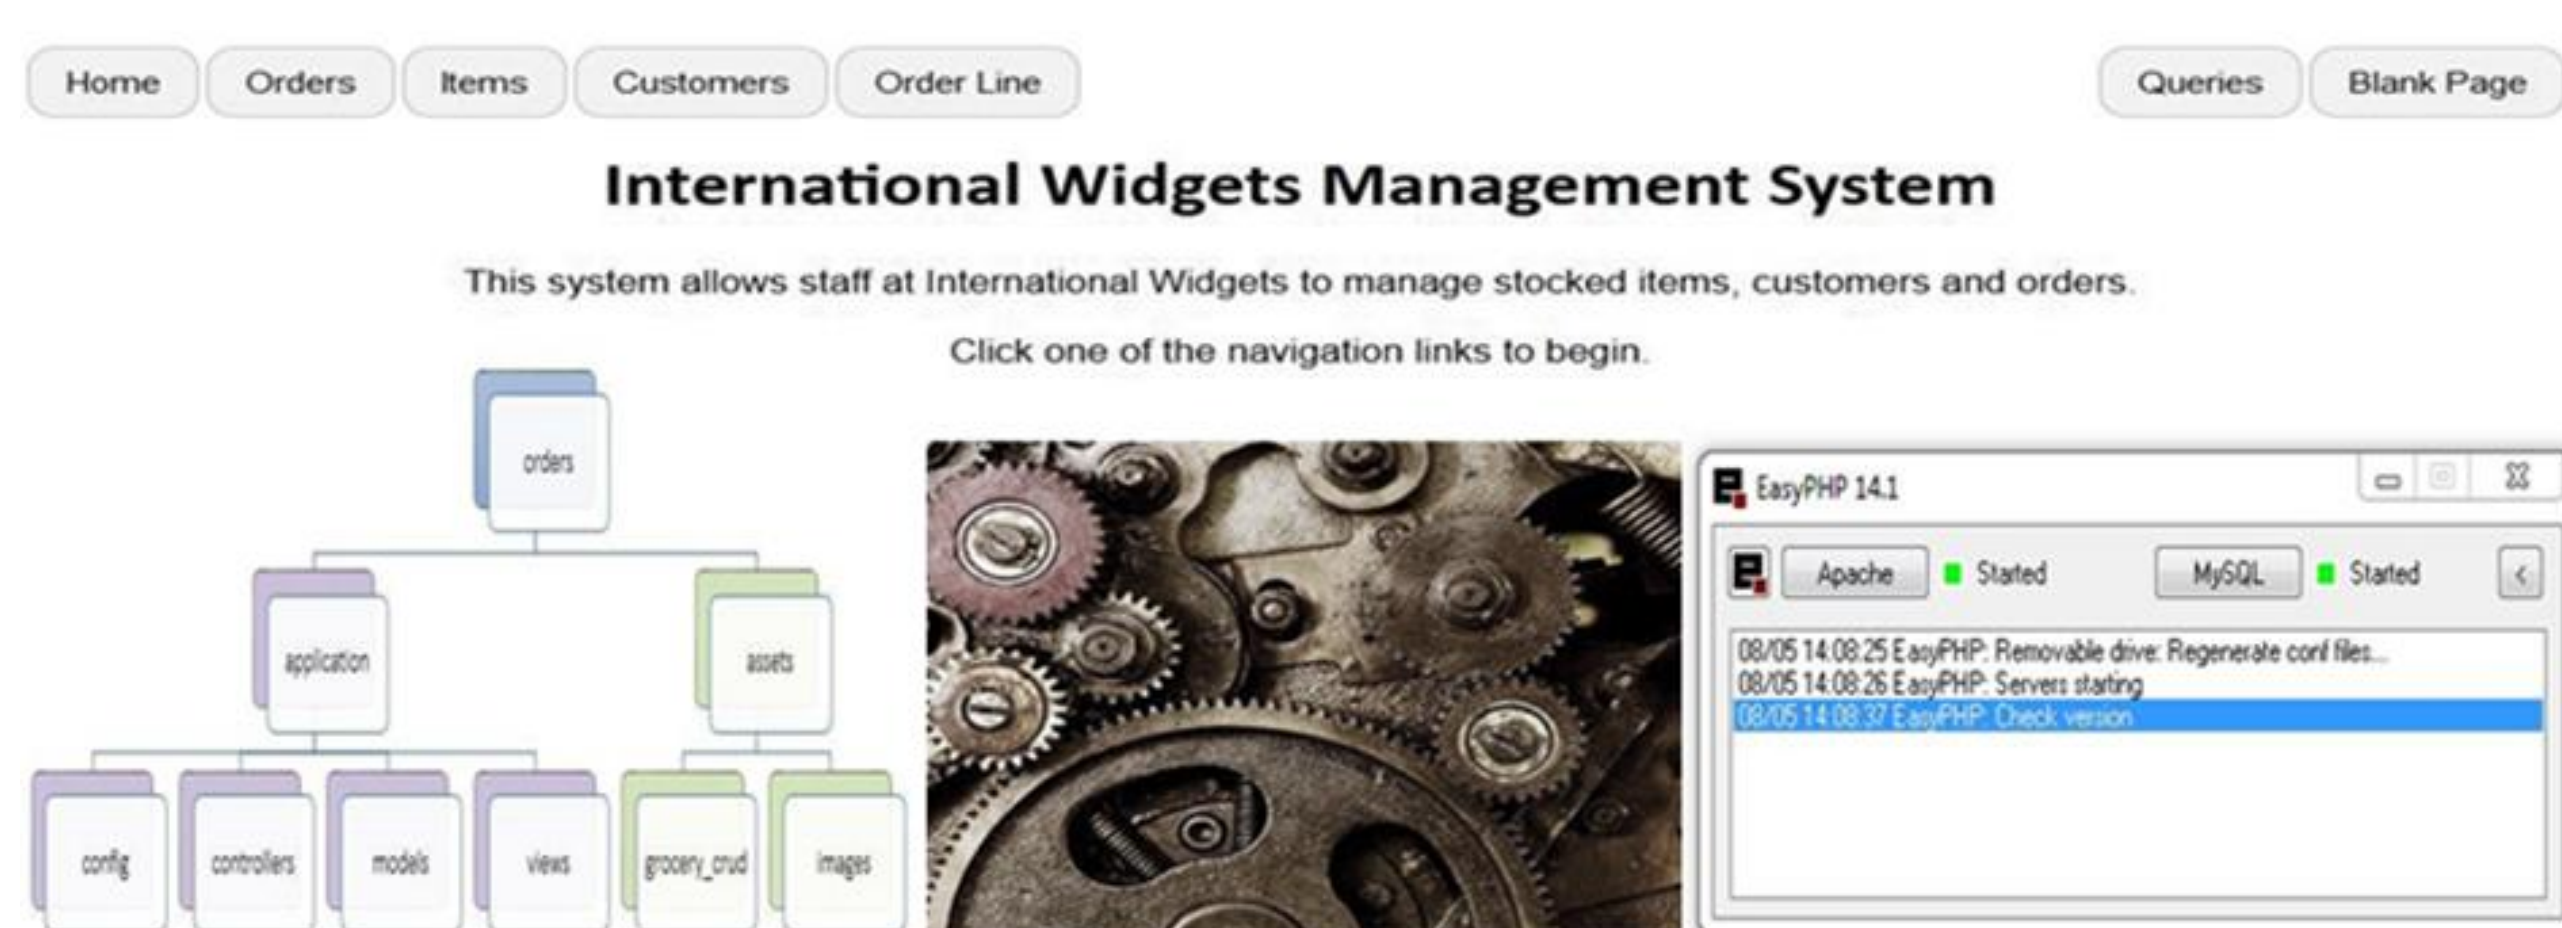 Home Orders Items Customers Order Line Queries Blank Page
International Widgets Management System
This system allows staff at International Widgets to manage stocked items, customers and orders.
Click one of the navigation links to begin.
orders
application assets
config controllers models views grocery_crud images
EasyPHP 14.1
Apache Started MySQL Started <
08/05 14:08:25 EasyPHP: Removable drive: Regenerate conf files...
08/05 14:08:26 EasyPHP: Servers starting
08/05 14:08:37 EasyPHP: Check version